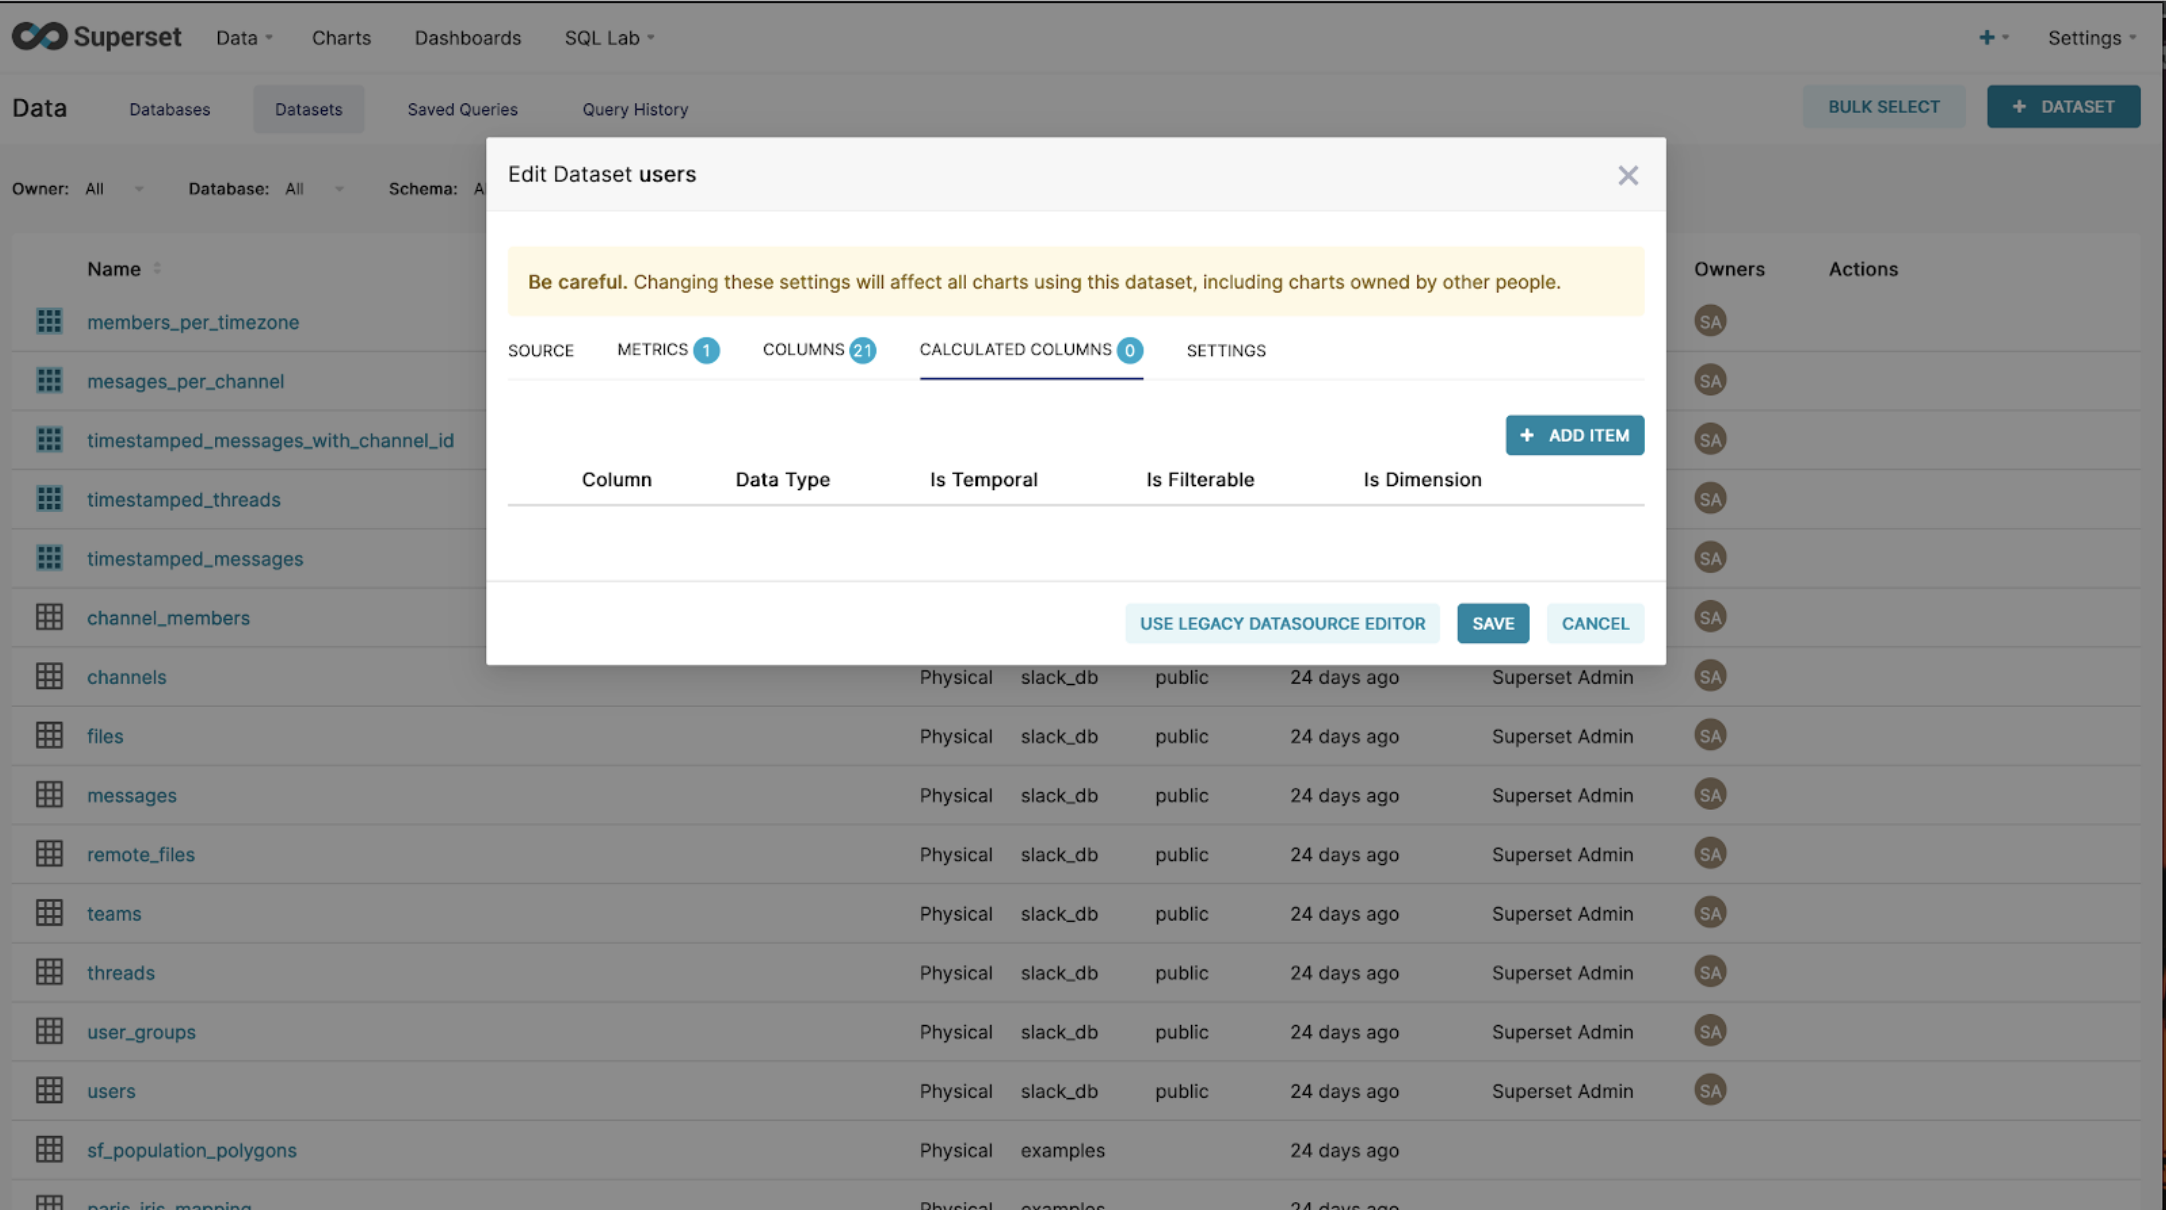 Superset Data Charts Dashboards SQL Lab + Settings
Data Databases Datasets Saved Queries Query History BULK SELECT + DATASET
Edit Dataset users
Owner: All Database: All Schema:
Be careful. Changing these settings will affect all charts using this dataset, including charts owned by other people.
SOURCE METRICS 1 COLUMNS 21 CALCULATED COLUMNS 0 SETTINGS
+ ADD ITEM
Column Data Type Is Temporal Is Filterable Is Dimension
USE LEGACY DATASOURCE EDITOR SAVE CANCEL
Name Owners Actions
members_per_timezone SA
mesages_per_channel SA
timestamped_messages_with_channel_id SA
timestamped_threads SA
timestamped_messages SA
channel_members SA
channels Physical slack_db public 24 days ago Superset Admin SA
files Physical slack_db public 24 days ago Superset Admin SA
messages Physical slack_db public 24 days ago Superset Admin SA
remote_files Physical slack_db public 24 days ago Superset Admin SA
teams Physical slack_db public 24 days ago Superset Admin SA
threads Physical slack_db public 24 days ago Superset Admin SA
user_groups Physical slack_db public 24 days ago Superset Admin SA
users Physical slack_db public 24 days ago Superset Admin SA
sf_population_polygons Physical examples 24 days ago
paris_iris_mapping Physical examples 24 days ago